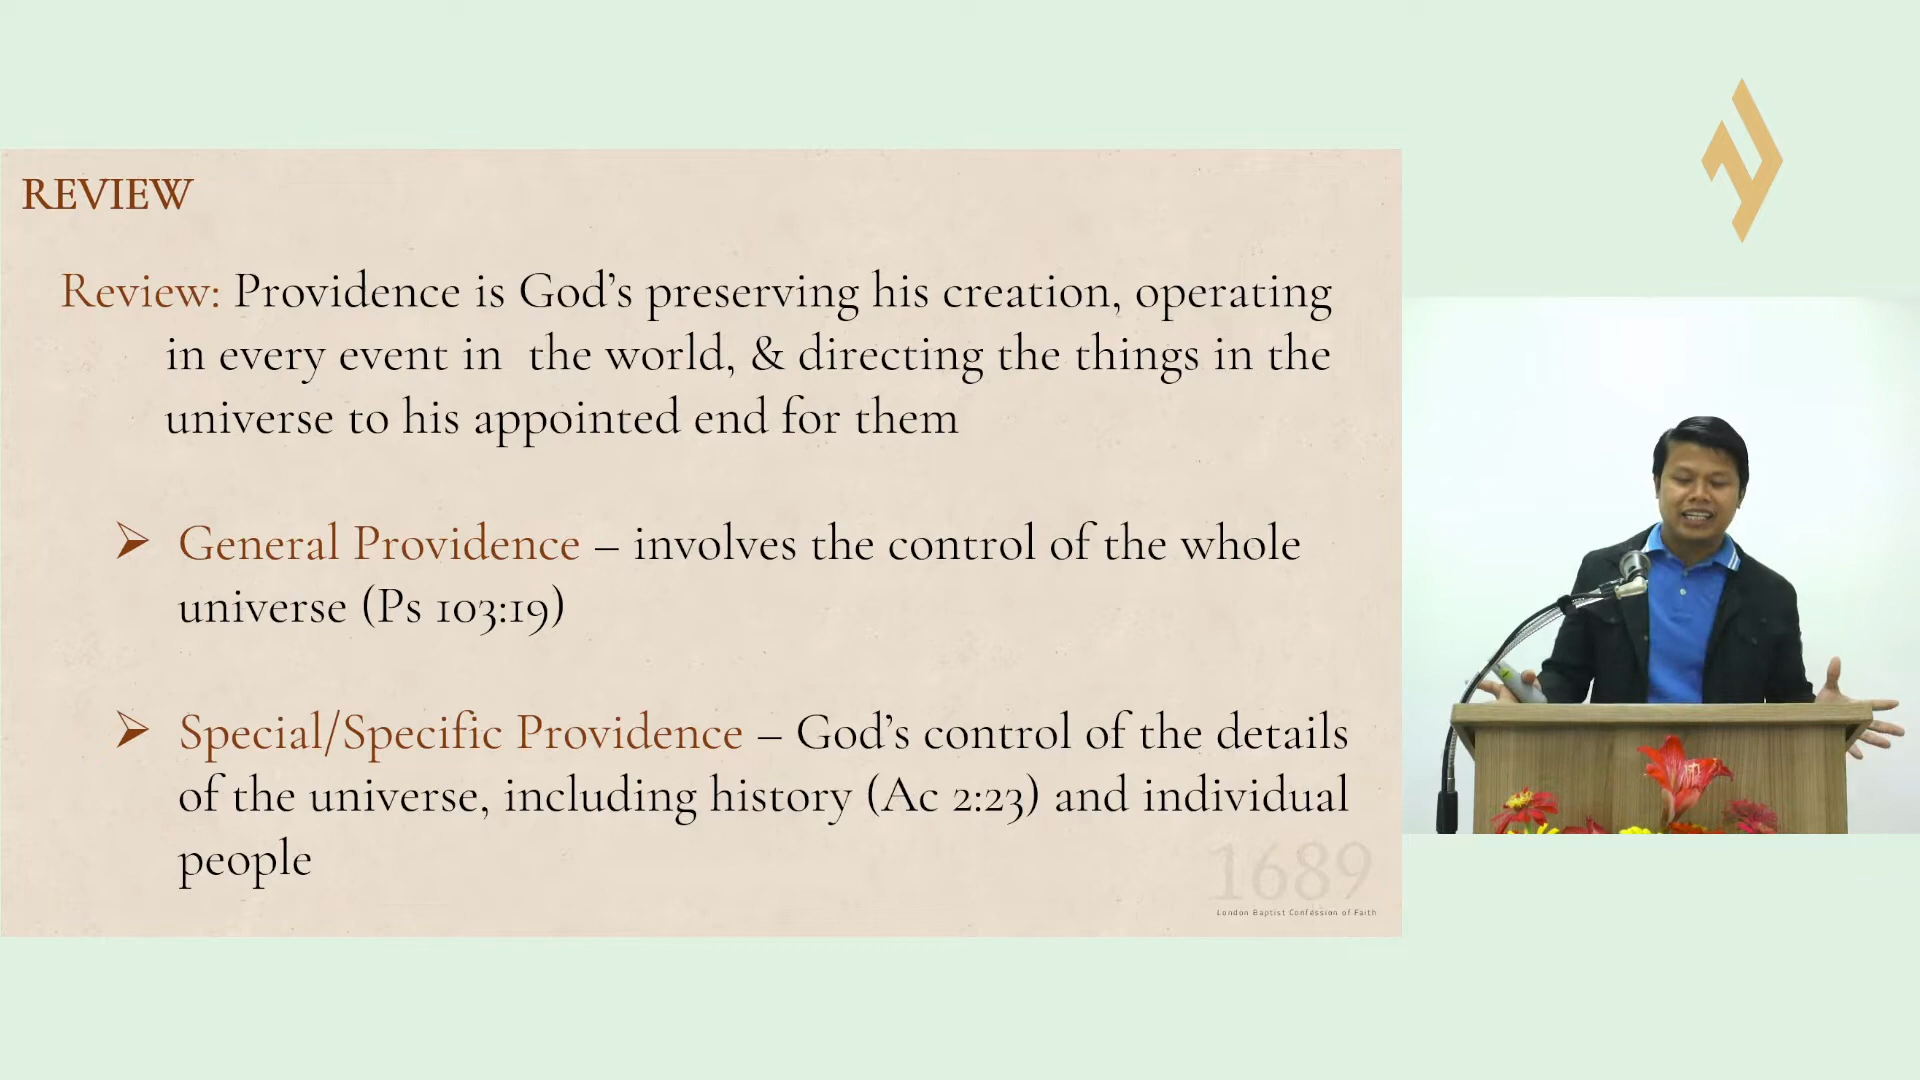 REVIEW
Review: Providence is God's preserving his creation, operating
in every event in  the world, & directing the things in the
universe to his appointed end for them
➢ General Providence – involves the control of the whole
universe (Ps 103:19)
➢ Special/Specific Providence – God's control of the details
of the universe, including history (Ac 2:23) and individual
people
1689
London Baptist Confession of Faith